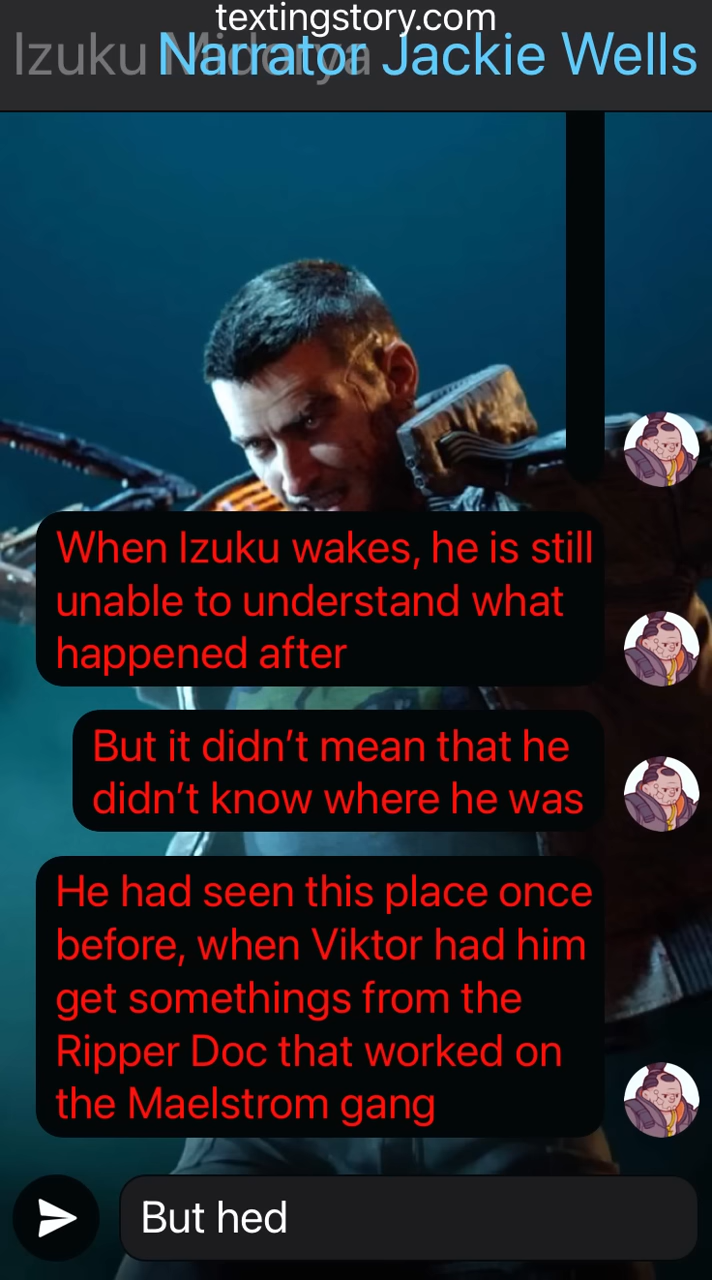 textingstory.com
Izuku Midoriya
Narrator Jackie Wells
When Izuku wakes, he is still
unable to understand what
happened after
But it didn’t mean that he
didn’t know where he was
He had seen this place once
before, when Viktor had him
get somethings from the
Ripper Doc that worked on
the Maelstrom gang
But hed